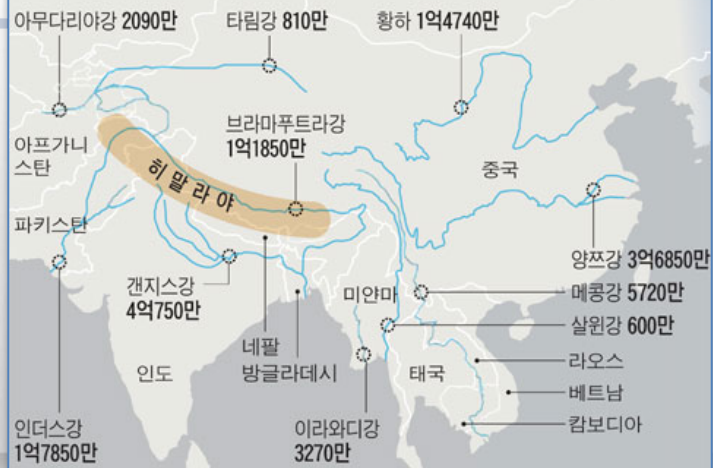 아무다리야강 2090만
타림강 810만
황하 1억4740만
아프가니
스탄
브라마푸트라강
1억1850만
히말라야
중국
파키스탄
양쯔강 3억6850만
갠지스강
4억750만
미얀마
메콩강 5720만
살윈강 600만
네팔
방글라데시
인도
태국
라오스
베트남
캄보디아
인더스강
1억7850만
이라와디강
3270만